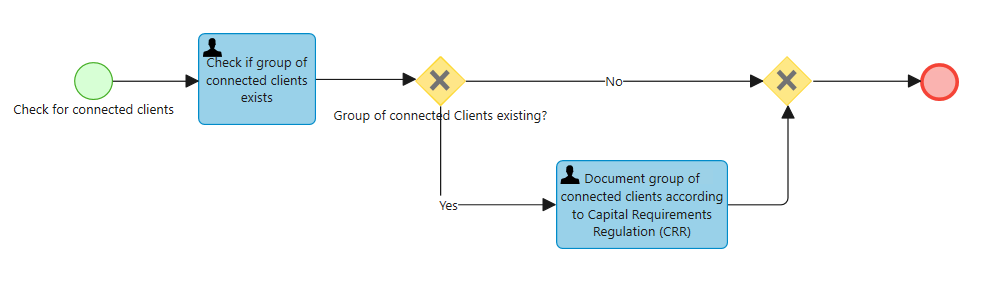 Check for connected clients
Check if group of
connected clients
exists
Group of connected Clients existing?
No
Yes
Document group of
connected clients according
to Capital Requirements
Regulation (CRR)